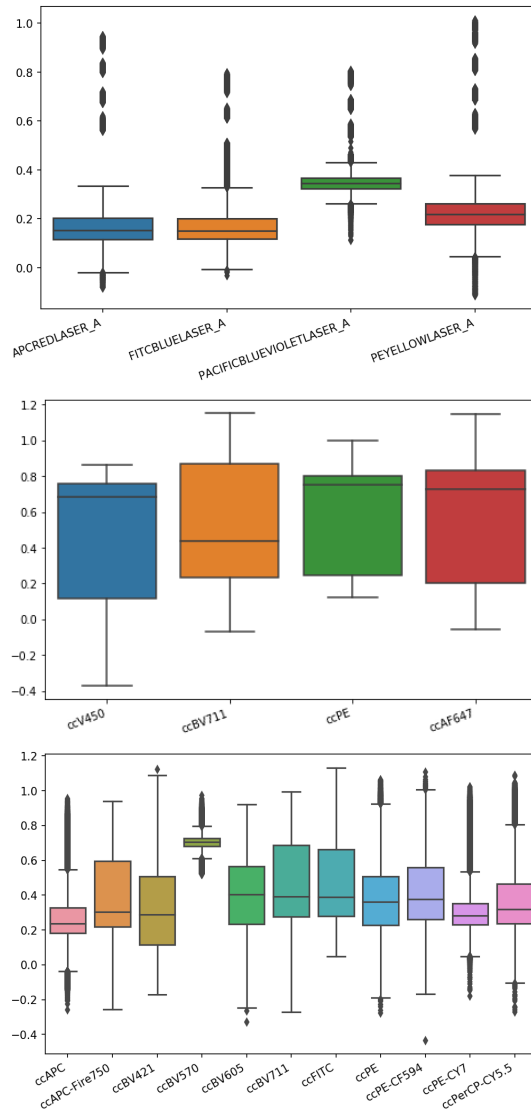 1.0
0.8
0.6
0.4
0.2
0.0
APCREDLASER_A
FITCBLUELASER_A
PACIFICBLUEVIOLETLASER_A
PEYELLOWLASER_A
1.2
1.0
0.8
0.6
0.4
0.2
0.0
−0.2
−0.4
ccV450
ccBV711
ccPE
ccAF647
1.2
1.0
0.8
0.6
0.4
0.2
0.0
−0.2
−0.4
ccAPC
ccAPC-Fire750
ccBV421
ccBV570
ccBV605
ccBV711
ccFITC
ccPE
ccPE-CF594
ccPE-CY7
ccPerCP-CY5.5